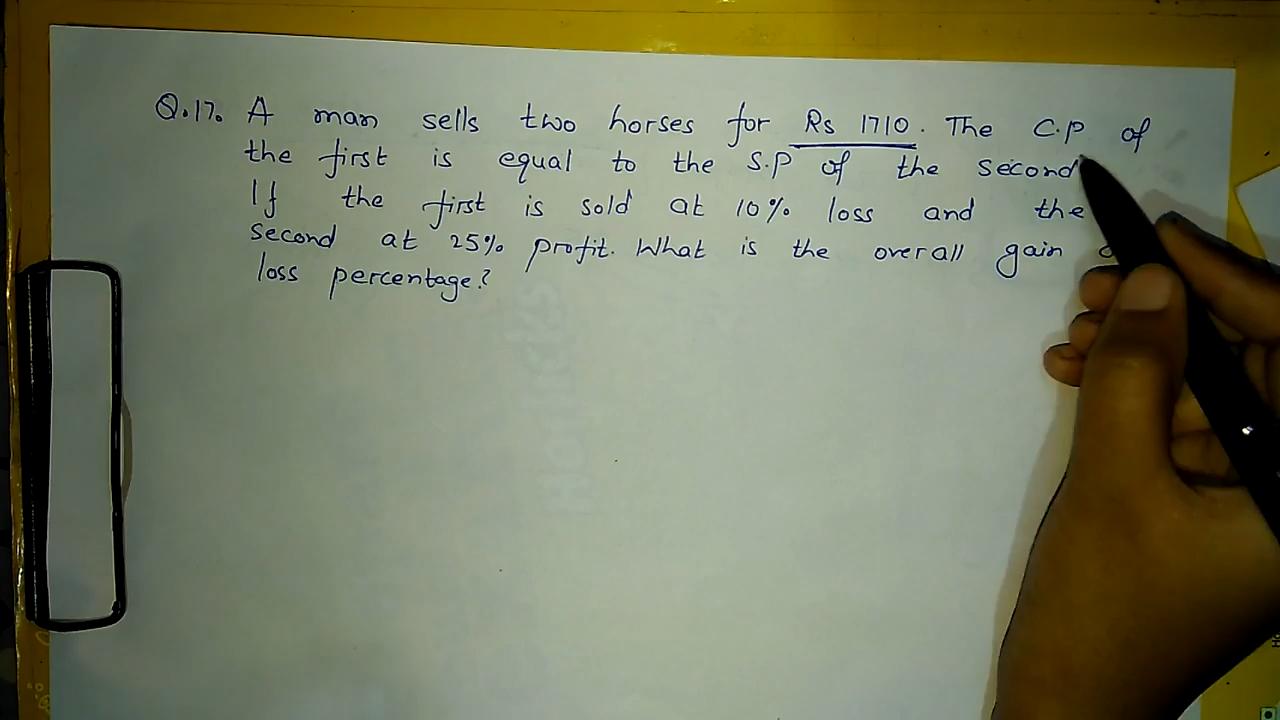 Q.17. A man sells two horses for Rs 1710. The C.P of
the first is equal to the S.P of the second
If the first is sold at 10% loss and the
second at 25% profit. What is the overall gain
loss percentage?